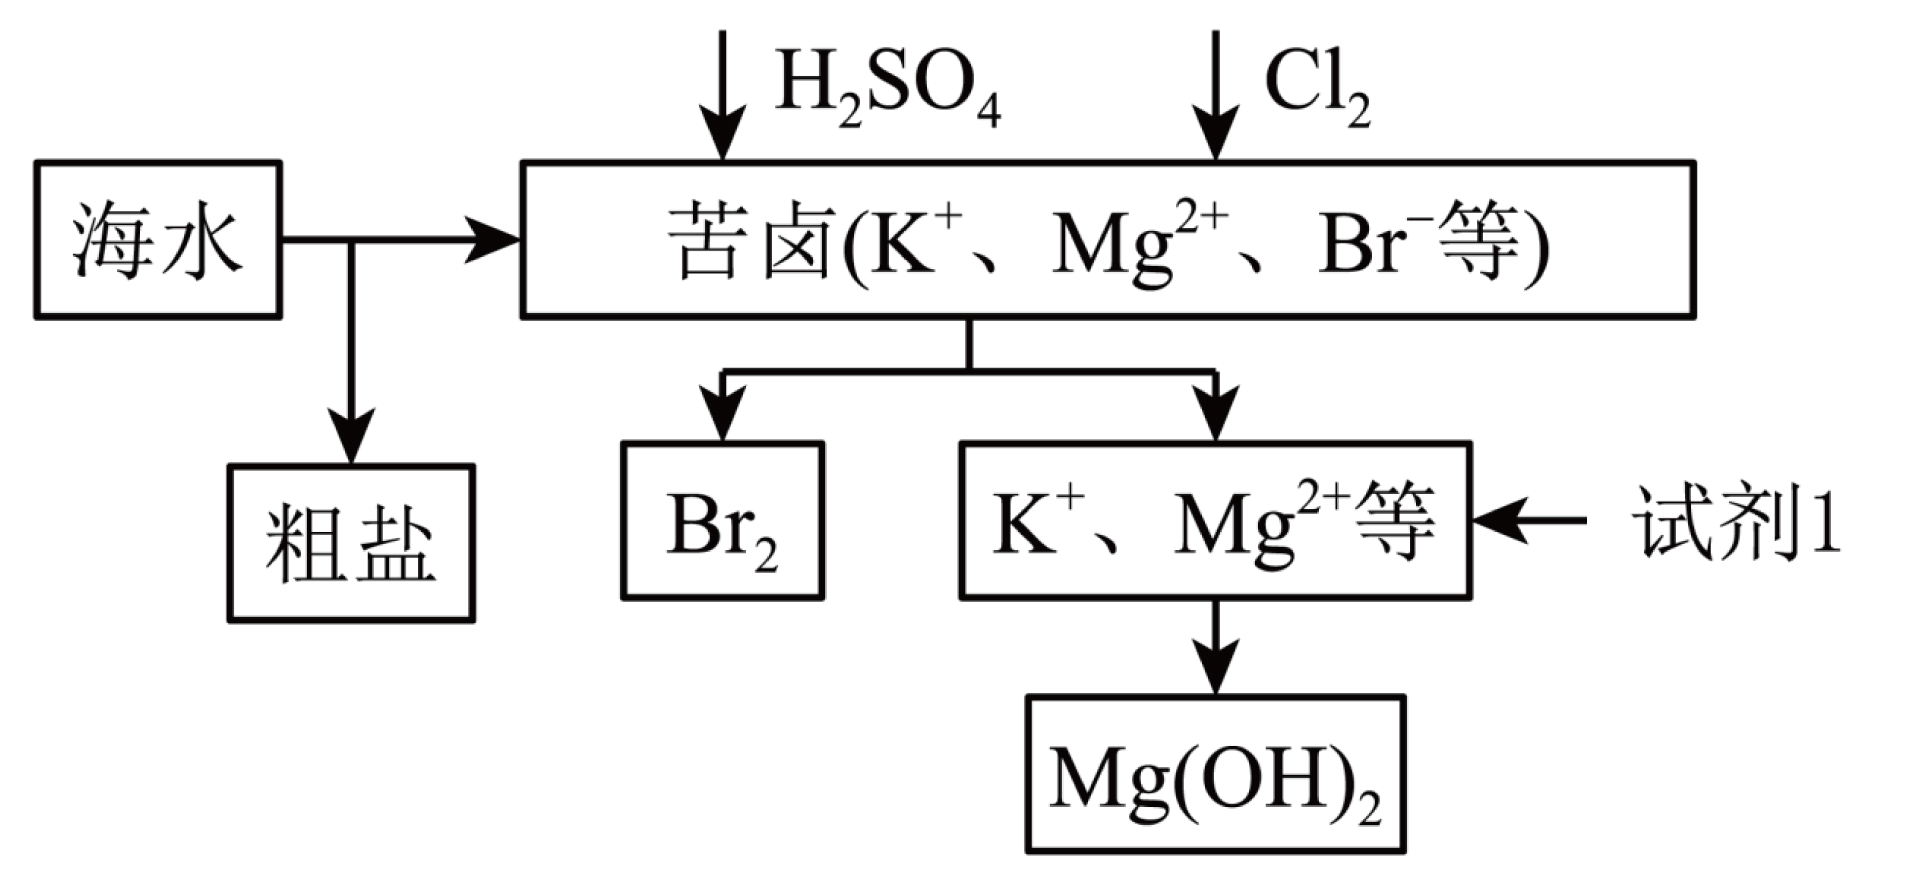 H₂SO₄
Cl₂
海水
苦卤(K⁺、Mg²⁺、Br⁻等)
粗盐
Br₂
K⁺、Mg²⁺等
试剂1
Mg(OH)₂